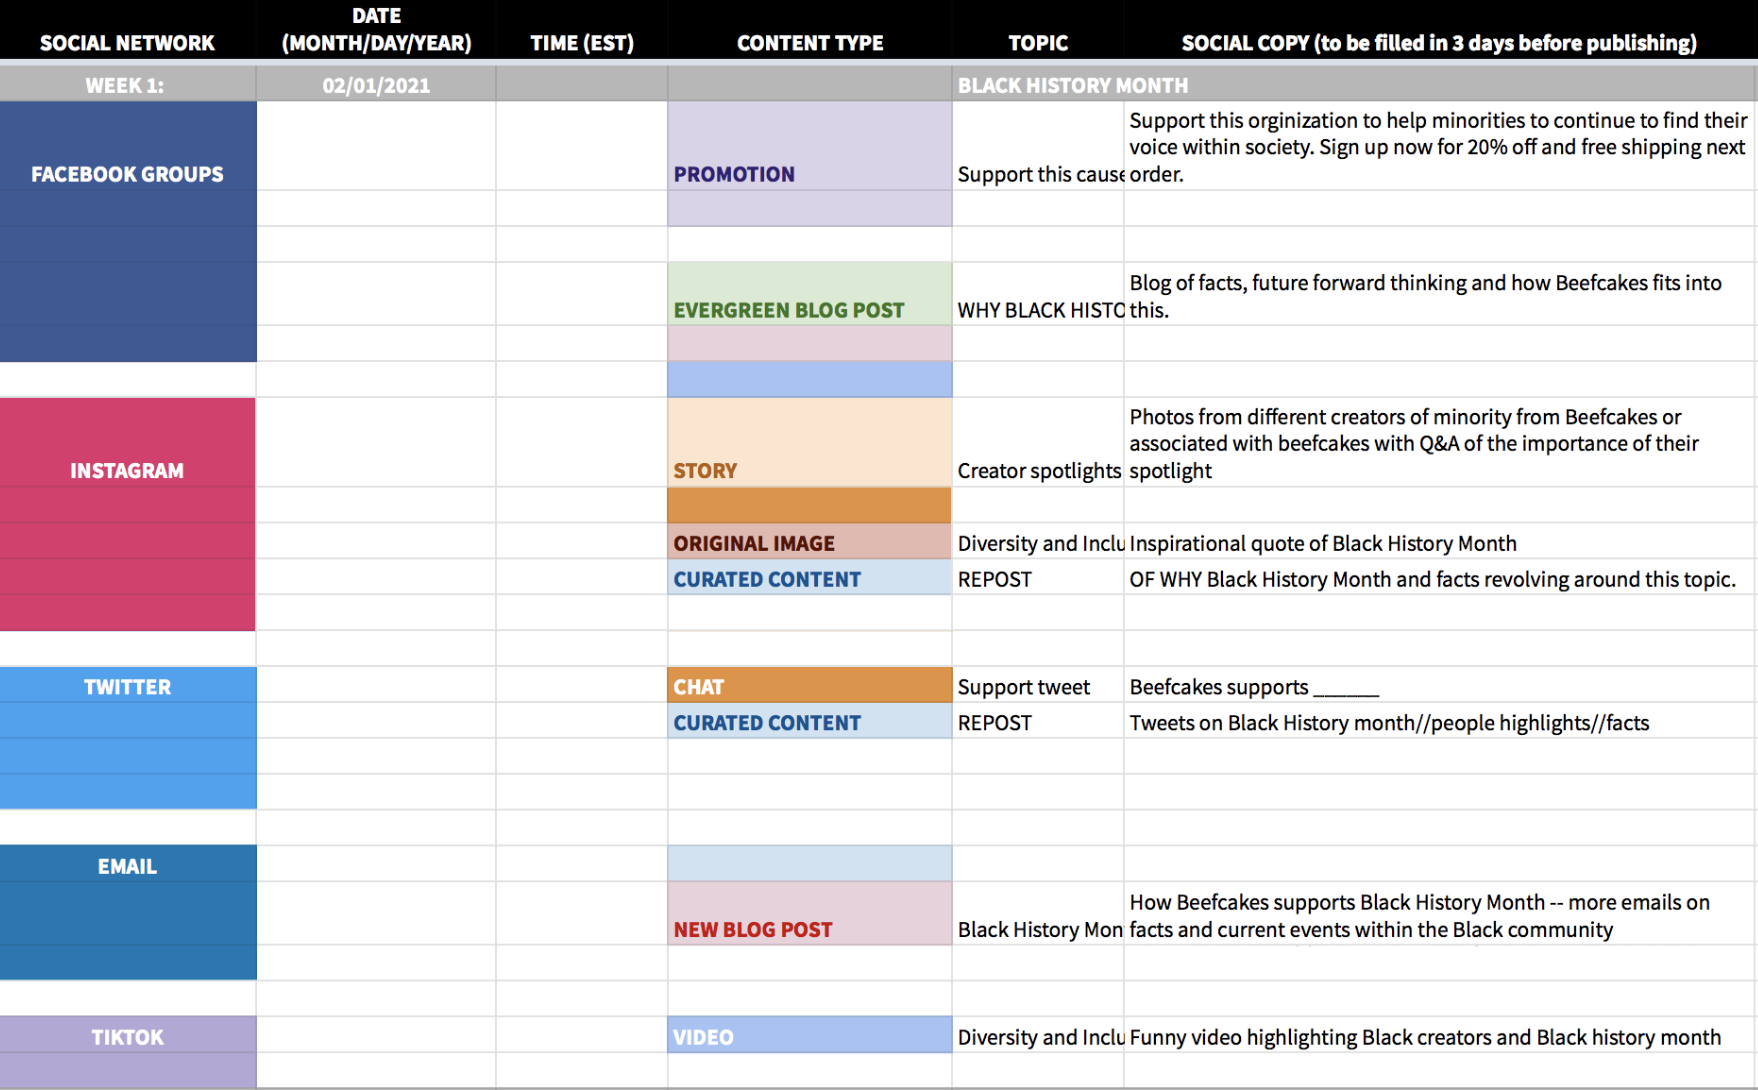 SOCIAL NETWORK DATE (MONTH/DAY/YEAR) TIME (EST) CONTENT TYPE TOPIC SOCIAL COPY (to be filled in 3 days before publishing)
WEEK 1: 02/01/2021 BLACK HISTORY MONTH
FACEBOOK GROUPS PROMOTION Support this cause
Support this orginization to help minorities to continue to find their
voice within society. Sign up now for 20% off and free shipping next
order.
EVERGREEN BLOG POST WHY BLACK HISTO
Blog of facts, future forward thinking and how Beefcakes fits into
this.
INSTAGRAM STORY Creator spotlights
Photos from different creators of minority from Beefcakes or
associated with beefcakes with Q&A of the importance of their
spotlight
ORIGINAL IMAGE Diversity and Inclu Inspirational quote of Black History Month
CURATED CONTENT REPOST OF WHY Black History Month and facts revolving around this topic.
TWITTER CHAT Support tweet Beefcakes supports ______
CURATED CONTENT REPOST Tweets on Black History month//people highlights//facts
EMAIL
NEW BLOG POST Black History Mon
How Beefcakes supports Black History Month -- more emails on
facts and current events within the Black community
TIKTOK VIDEO Diversity and Inclu Funny video highlighting Black creators and Black history month